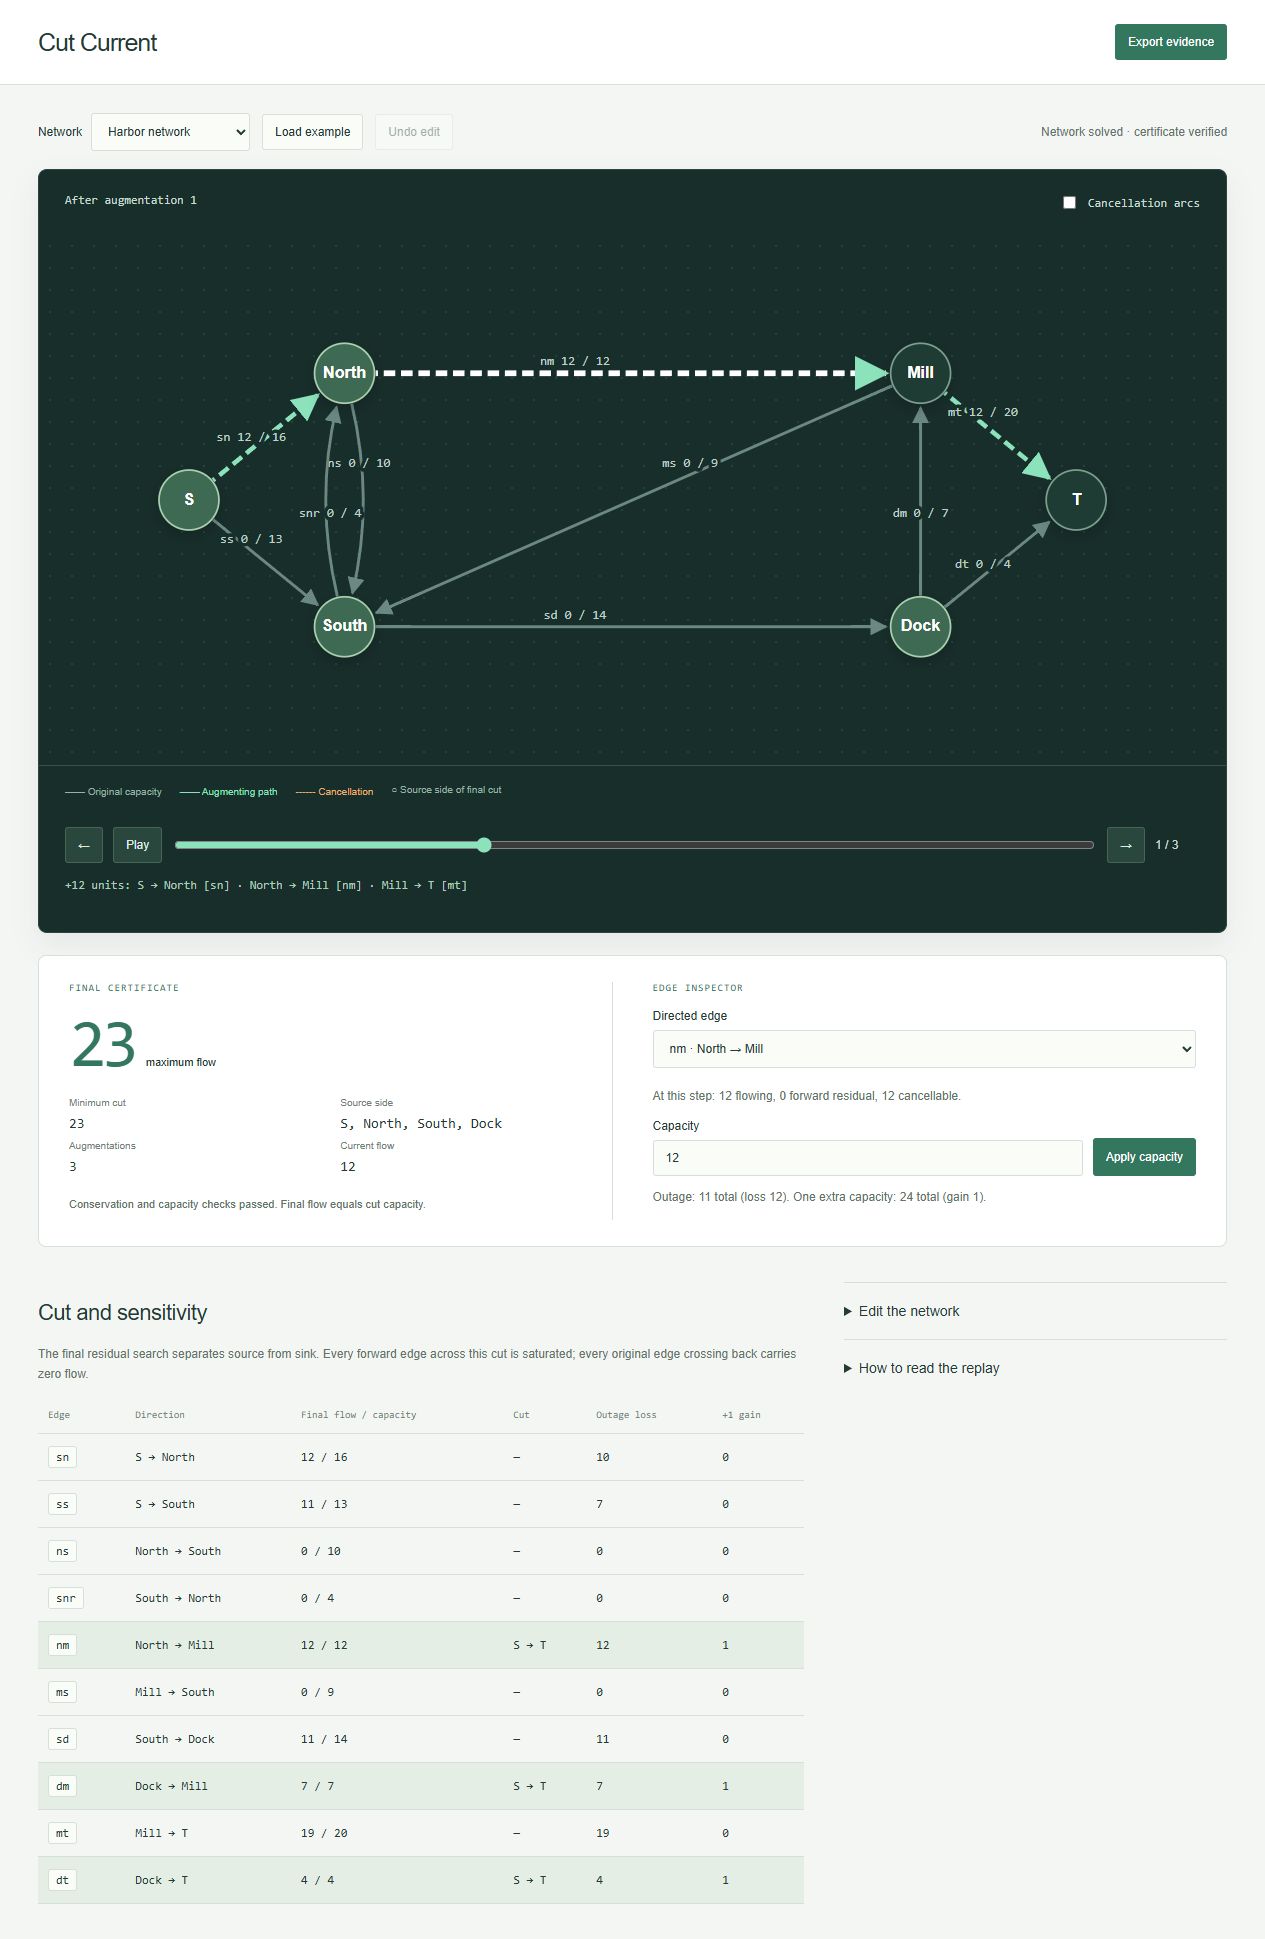 Cut Current
Export evidence
Network
Harbor network
Load example
Undo edit
Network solved · certificate verified
After augmentation 1
Cancellation arcs
nm 12 / 12
North
Mill
mt 12 / 20
sn 12 / 16
ns 0 / 10
ms 0 / 9
S
T
snr 0 / 4
dm 0 / 7
ss 0 / 13
dt 0 / 4
sd 0 / 14
South
Dock
Original capacity
Augmenting path
Cancellation
○ Source side of final cut
←
Play
→
1 / 3
+12 units: S → North [sn] · North → Mill [nm] · Mill → T [mt]
FINAL CERTIFICATE
23 maximum flow
Minimum cut
23
Source side
S, North, South, Dock
Augmentations
3
Current flow
12
Conservation and capacity checks passed. Final flow equals cut capacity.
EDGE INSPECTOR
Directed edge
nm · North → Mill
At this step: 12 flowing, 0 forward residual, 12 cancellable.
Capacity
12
Apply capacity
Outage: 11 total (loss 12). One extra capacity: 24 total (gain 1).
Cut and sensitivity
The final residual search separates source from sink. Every forward edge across this cut is saturated; every original edge crossing back carries
zero flow.
Edge Direction Final flow / capacity Cut Outage loss +1 gain
sn S → North 12 / 16 — 10 0
ss S → South 11 / 13 — 7 0
ns North → South 0 / 10 — 0 0
snr South → North 0 / 4 — 0 0
nm North → Mill 12 / 12 S → T 12 1
ms Mill → South 0 / 9 — 0 0
sd South → Dock 11 / 14 — 11 0
dm Dock → Mill 7 / 7 S → T 7 1
mt Mill → T 19 / 20 — 19 0
dt Dock → T 4 / 4 S → T 4 1
Edit the network
How to read the replay